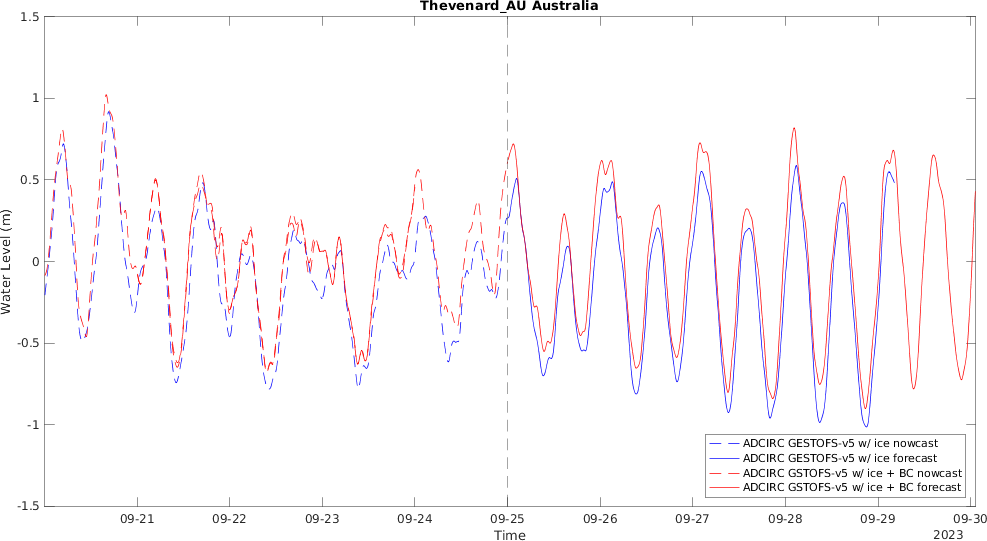 Thevenard_AU Australia
1.5
1
0.5
0
-0.5
-1
-1.5
Water Level (m)
ADCIRC GESTOFS-v5 w/ ice nowcast
ADCIRC GESTOFS-v5 w/ ice forecast
ADCIRC GSTOFS-v5 w/ ice + BC nowcast
ADCIRC GSTOFS-v5 w/ ice + BC forecast
09-21 09-22 09-23 09-24 09-25 09-26 09-27 09-28 09-29 09-30
Time
2023